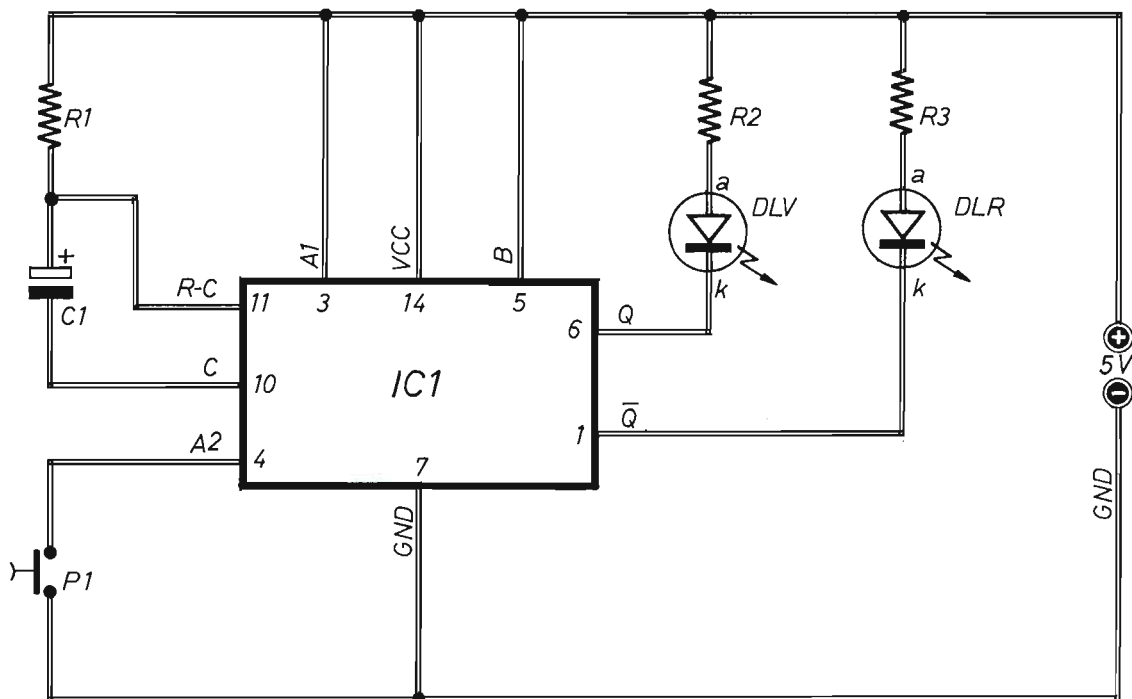 R1
R2
R3
a
a
DLV
DLR
k
k
+
C1
R-C
A1
VCC
B
11
3
14
5
Q
6
C
10
IC1
+
5V
-
Q̅
1
A2
4
7
GND
GND
P1